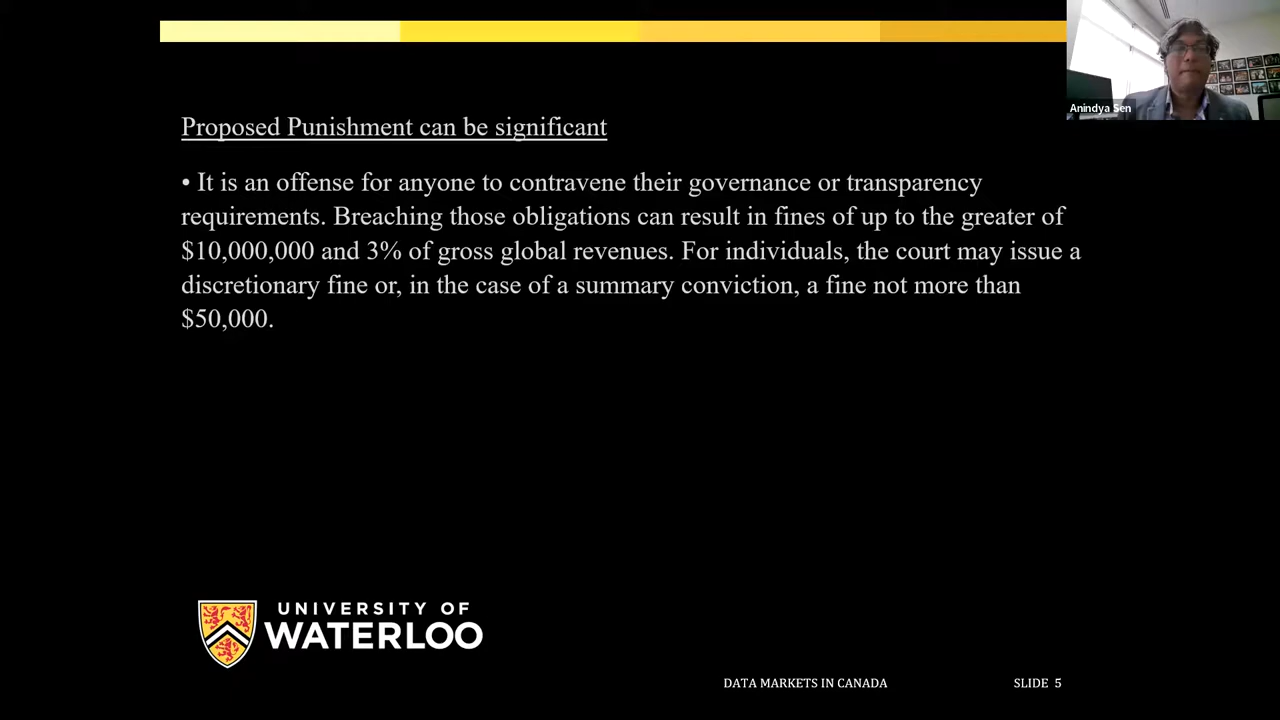 Anindya Sen
Proposed Punishment can be significant
• It is an offense for anyone to contravene their governance or transparency
requirements. Breaching those obligations can result in fines of up to the greater of
$10,000,000 and 3% of gross global revenues. For individuals, the court may issue a
discretionary fine or, in the case of a summary conviction, a fine not more than
$50,000.
UNIVERSITY OF
WATERLOO
DATA MARKETS IN CANADA
SLIDE 5